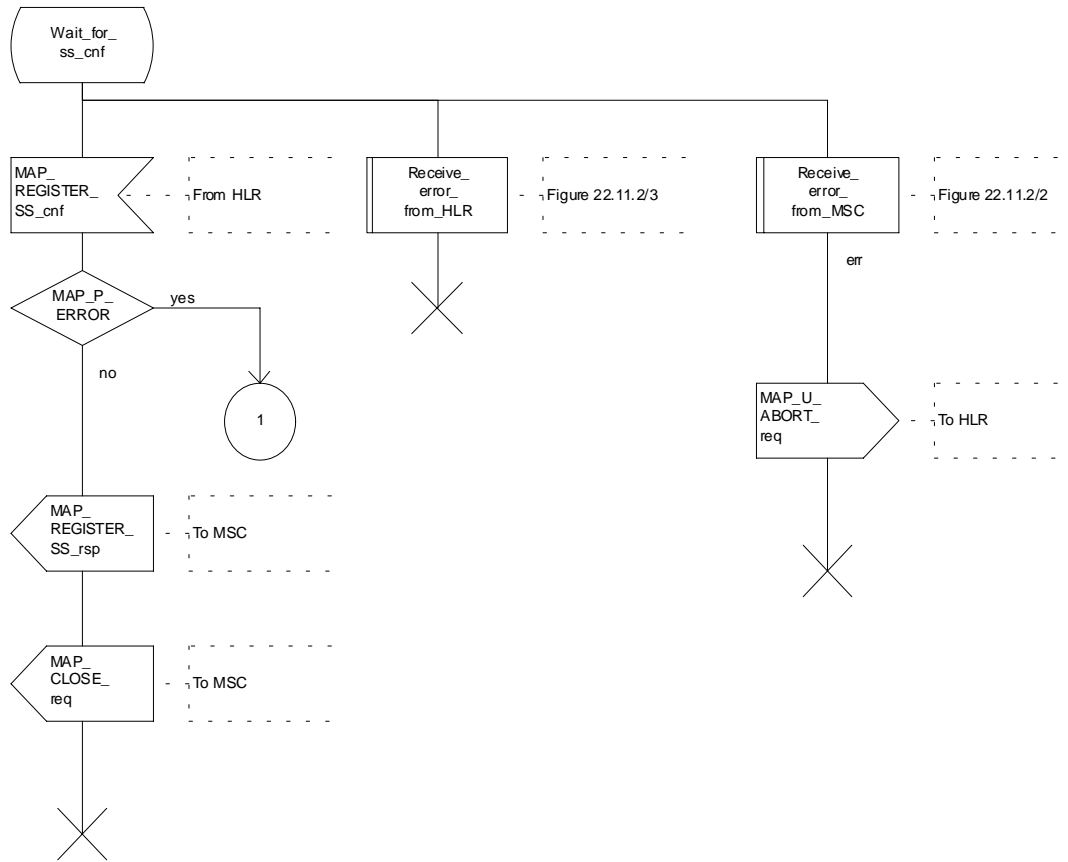 Wait_for_
ss_cnf
MAP_
REGISTER_
SS_cnf
From HLR
Receive_
error_
from_HLR
Figure 22.11.2/3
Receive_
error_
from_MSC
Figure 22.11.2/2
err
MAP_P_
ERROR
yes
no
1
MAP_U_
ABORT_
req
To HLR
MAP_
REGISTER_
SS_rsp
To MSC
MAP_
CLOSE_
req
To MSC